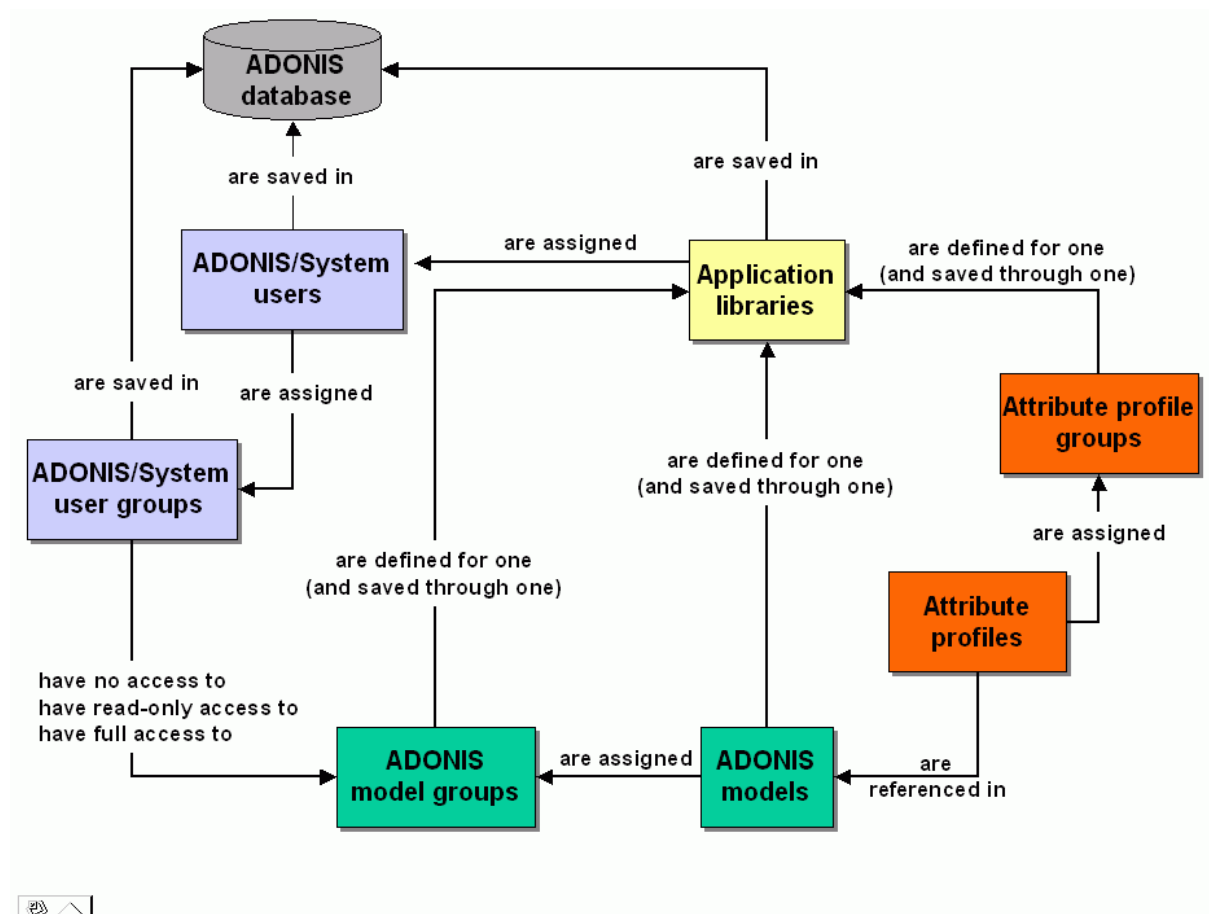 ADONIS
database
are saved in
are saved in
ADONIS/System
users
are assigned
Application
libraries
are defined for one
(and saved through one)
are saved in
are assigned
Attribute profile
groups
ADONIS/System
user groups
are defined for one
(and saved through one)
are assigned
are defined for one
(and saved through one)
Attribute
profiles
have no access to
have read-only access to
have full access to
ADONIS
model groups
are assigned
ADONIS
models
are
referenced in